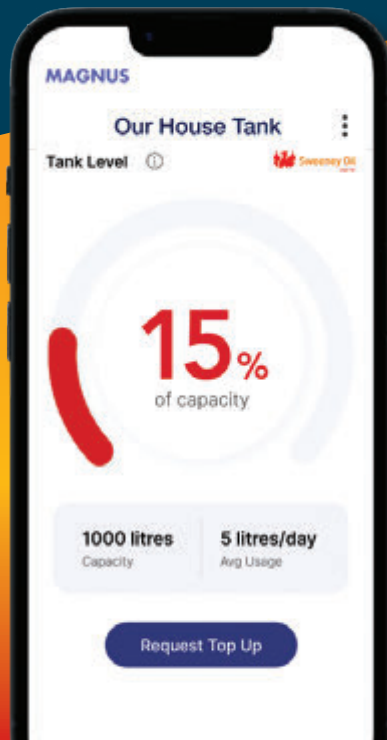 MAGNUS
Our House Tank
Tank Level
Sweeney Oil
15%
of capacity
1000 litres
Capacity
5 litres/day
Avg Usage
Request Top Up